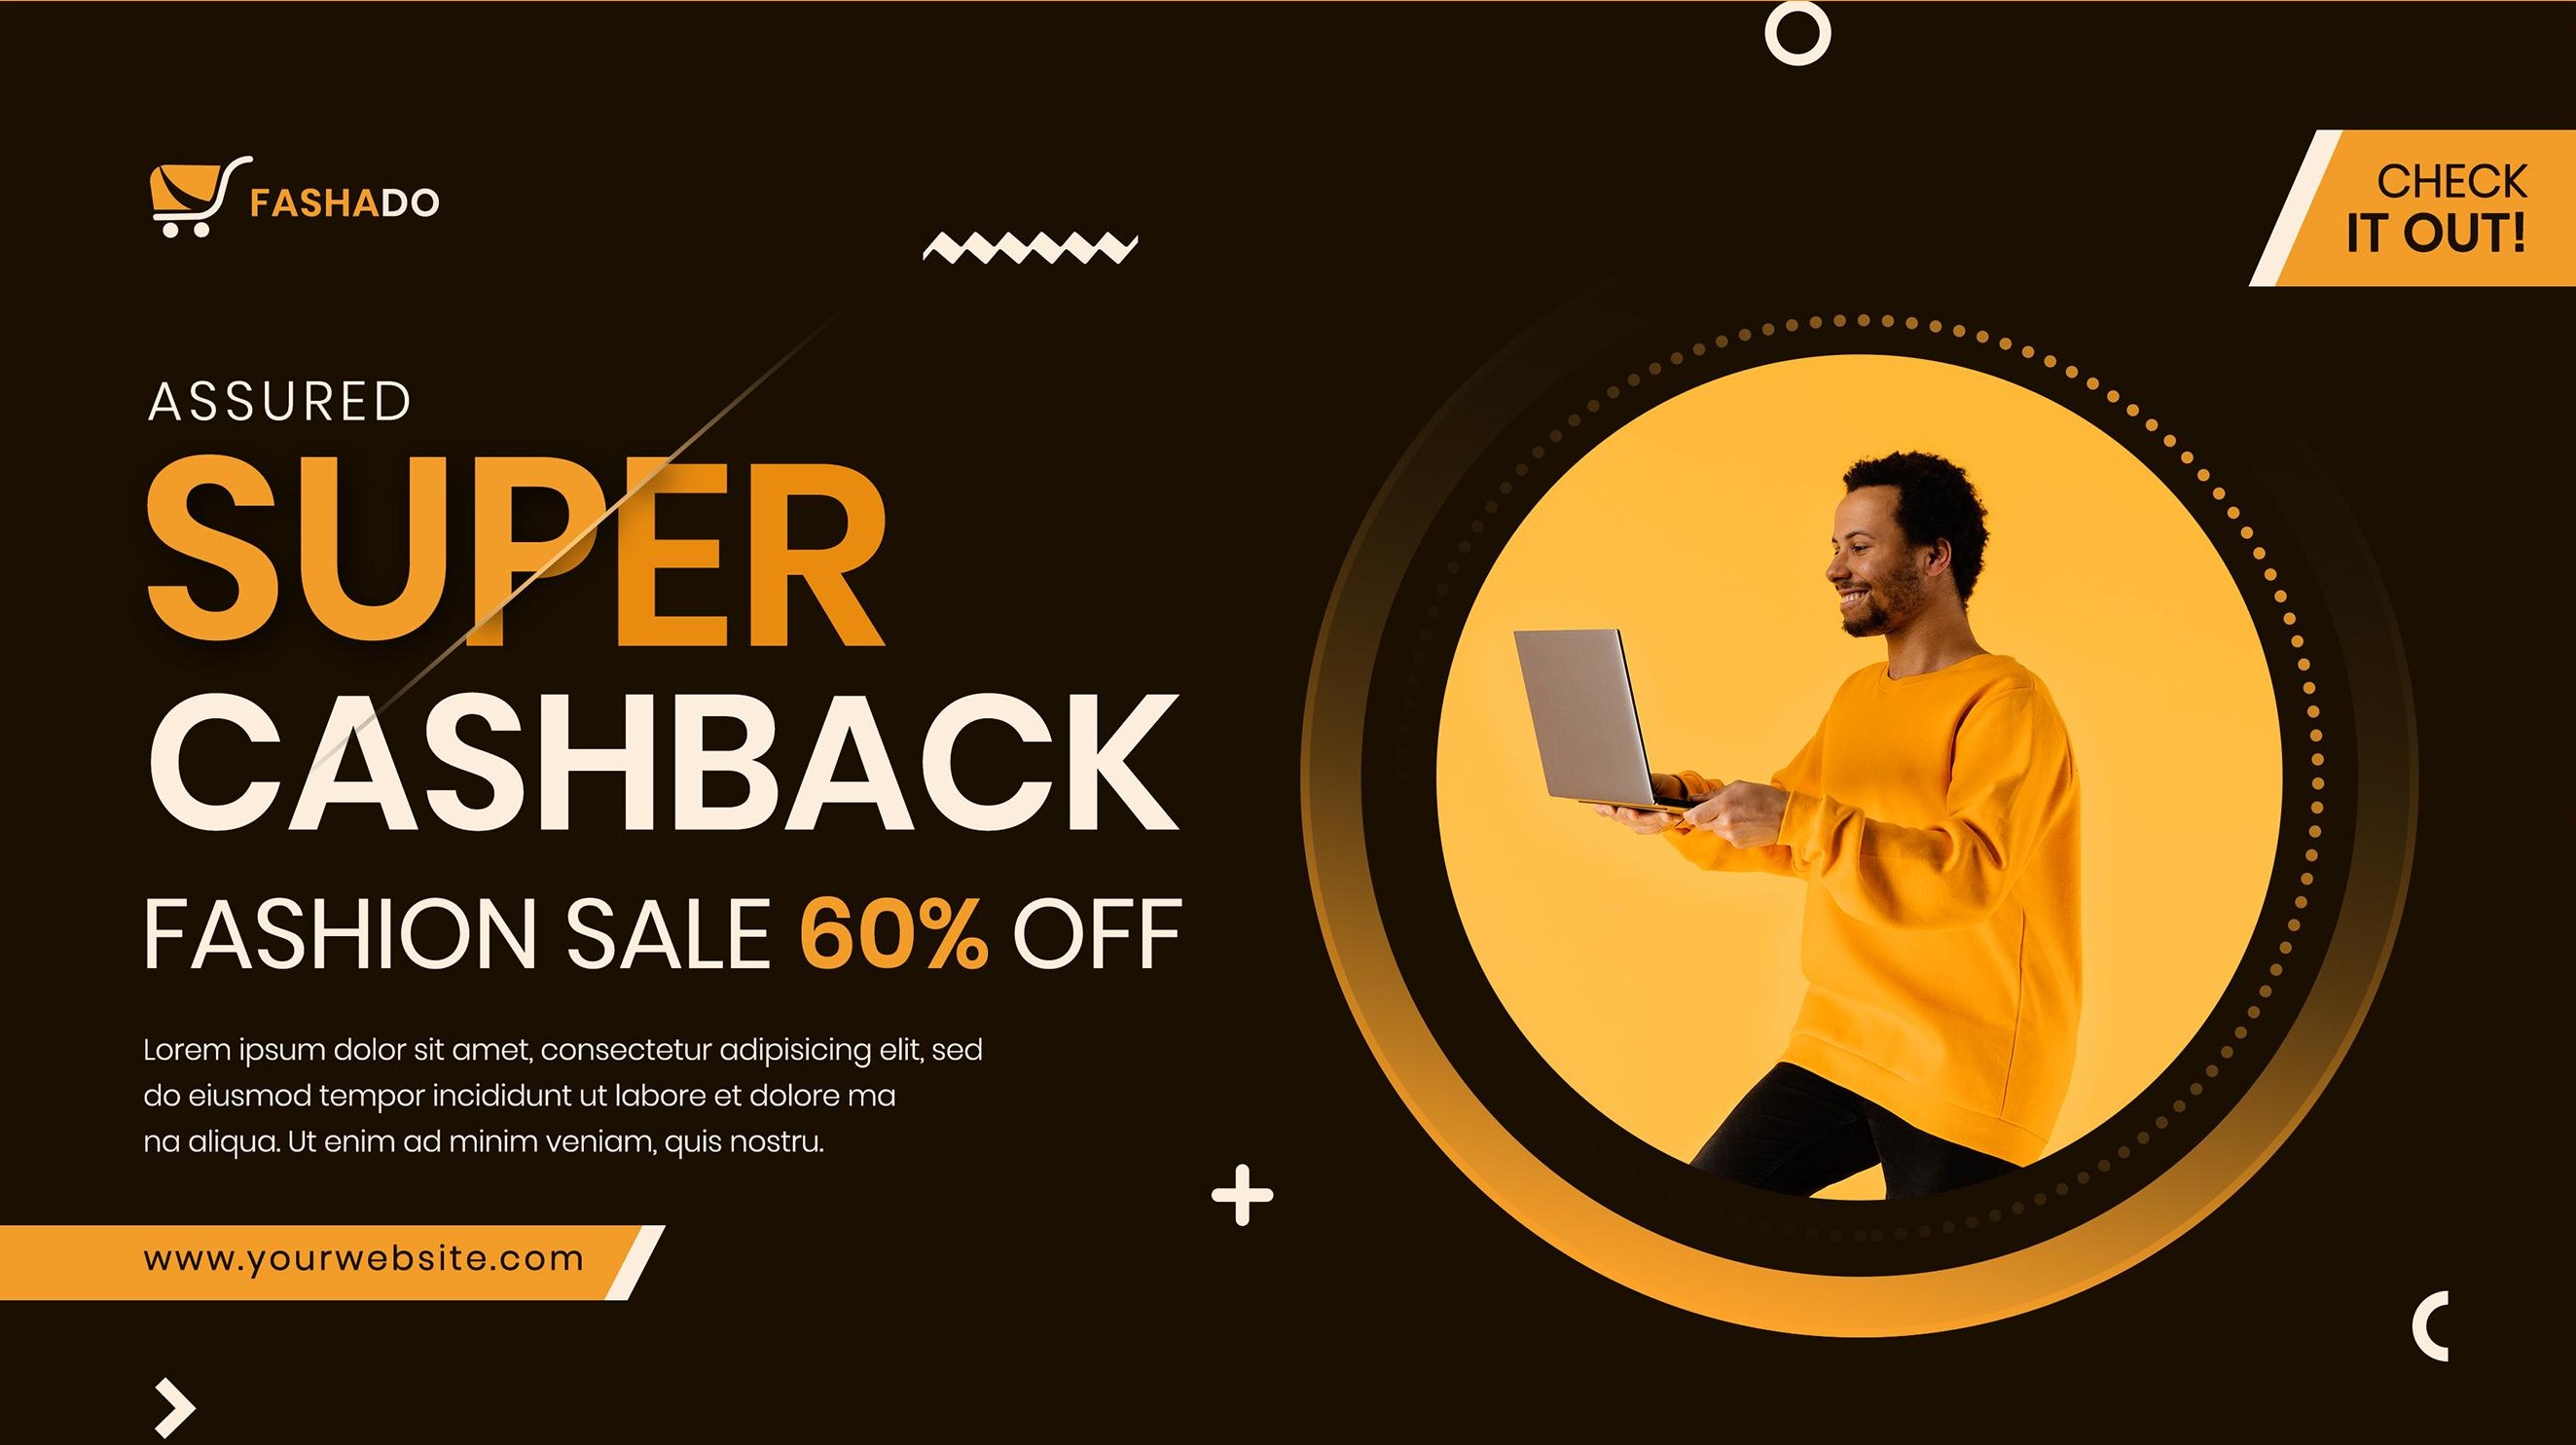 FASHADO
CHECK
IT OUT!
ASSURED
SUPER
CASHBACK
FASHION SALE 60% OFF
Lorem ipsum dolor sit amet, consectetur adipisicing elit, sed
do eiusmod tempor incididunt ut labore et dolore ma
na aliqua. Ut enim ad minim veniam, quis nostru.
www.yourwebsite.com